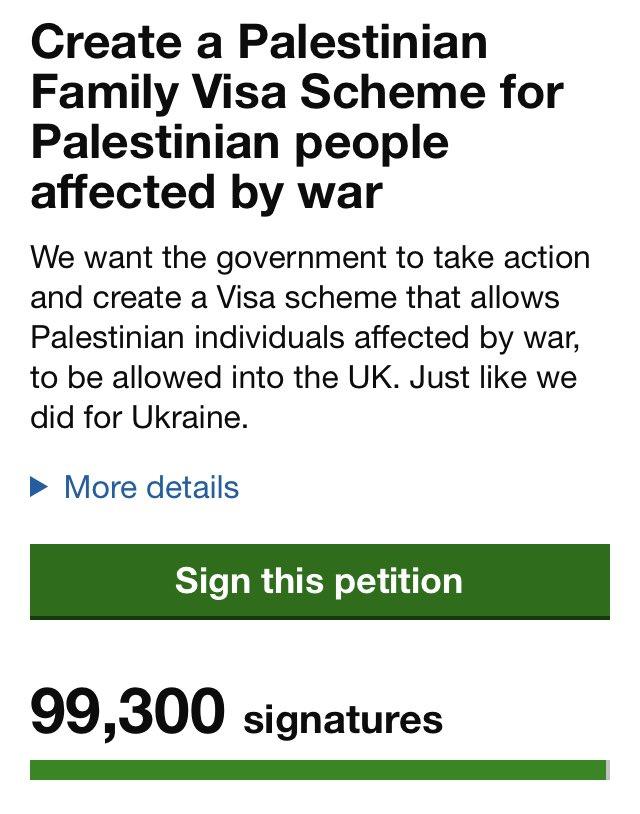 Create a Palestinian
Family Visa Scheme for
Palestinian people
affected by war
We want the government to take action
and create a Visa scheme that allows
Palestinian individuals affected by war,
to be allowed into the UK. Just like we
did for Ukraine.
More details
Sign this petition
99,300 signatures